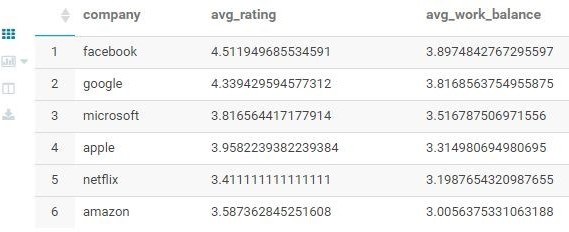 company avg_rating avg_work_balance
1 facebook 4.511949685534591 3.8974842767295597
2 google 4.339429594577312 3.8168563754955875
3 microsoft 3.816564417177914 3.516787506971556
4 apple 3.9582239382239384 3.314980694980695
5 netflix 3.411111111111111 3.1987654320987655
6 amazon 3.587362845251608 3.0056375331063188